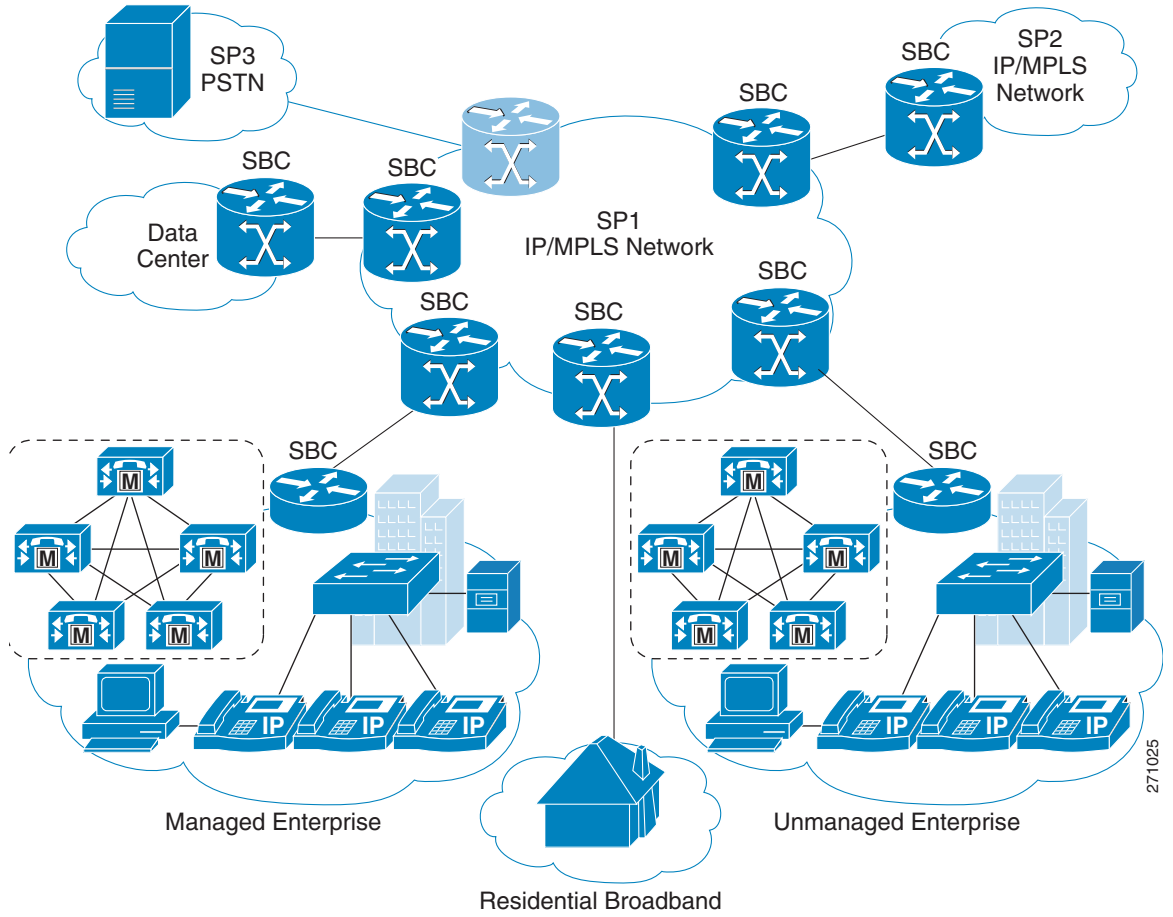 SP3
PSTN
SBC
SP2
IP/MPLS
Network
SBC
SBC
SBC
Data
Center
SP1
IP/MPLS Network
SBC
SBC
SBC
SBC
SBC
M
M
M
M
M
M
M
M
M
M
IP
IP
IP
IP
IP
IP
271025
Managed Enterprise
Unmanaged Enterprise
Residential Broadband